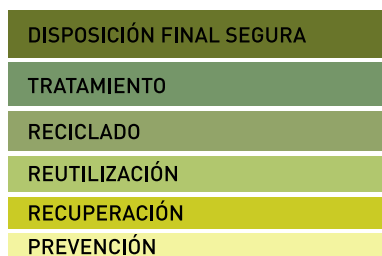 DISPOSICIÓN FINAL SEGURA
TRATAMIENTO
RECICLADO
REUTILIZACIÓN
RECUPERACIÓN
PREVENCIÓN